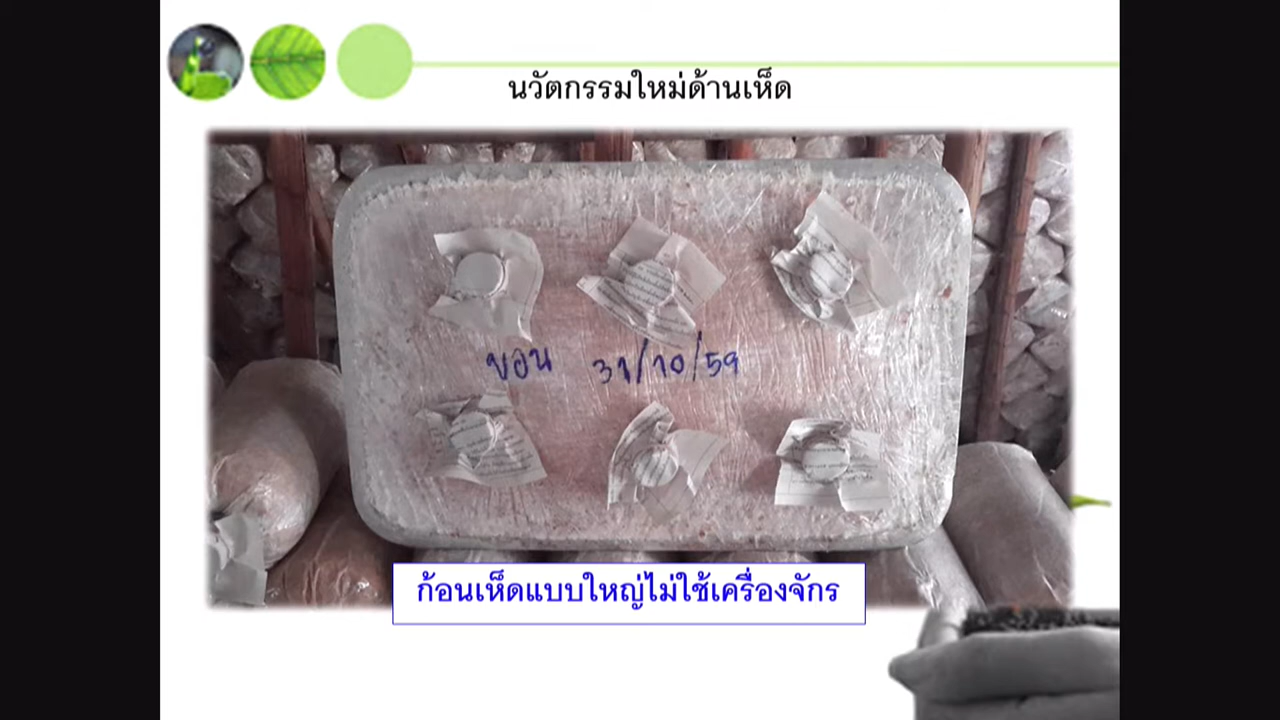 นวัตกรรมใหม่ด้านเห็ด
ขอน 31/10/59
ก้อนเห็ดแบบใหญ่ไม่ใช้เครื่องจักร